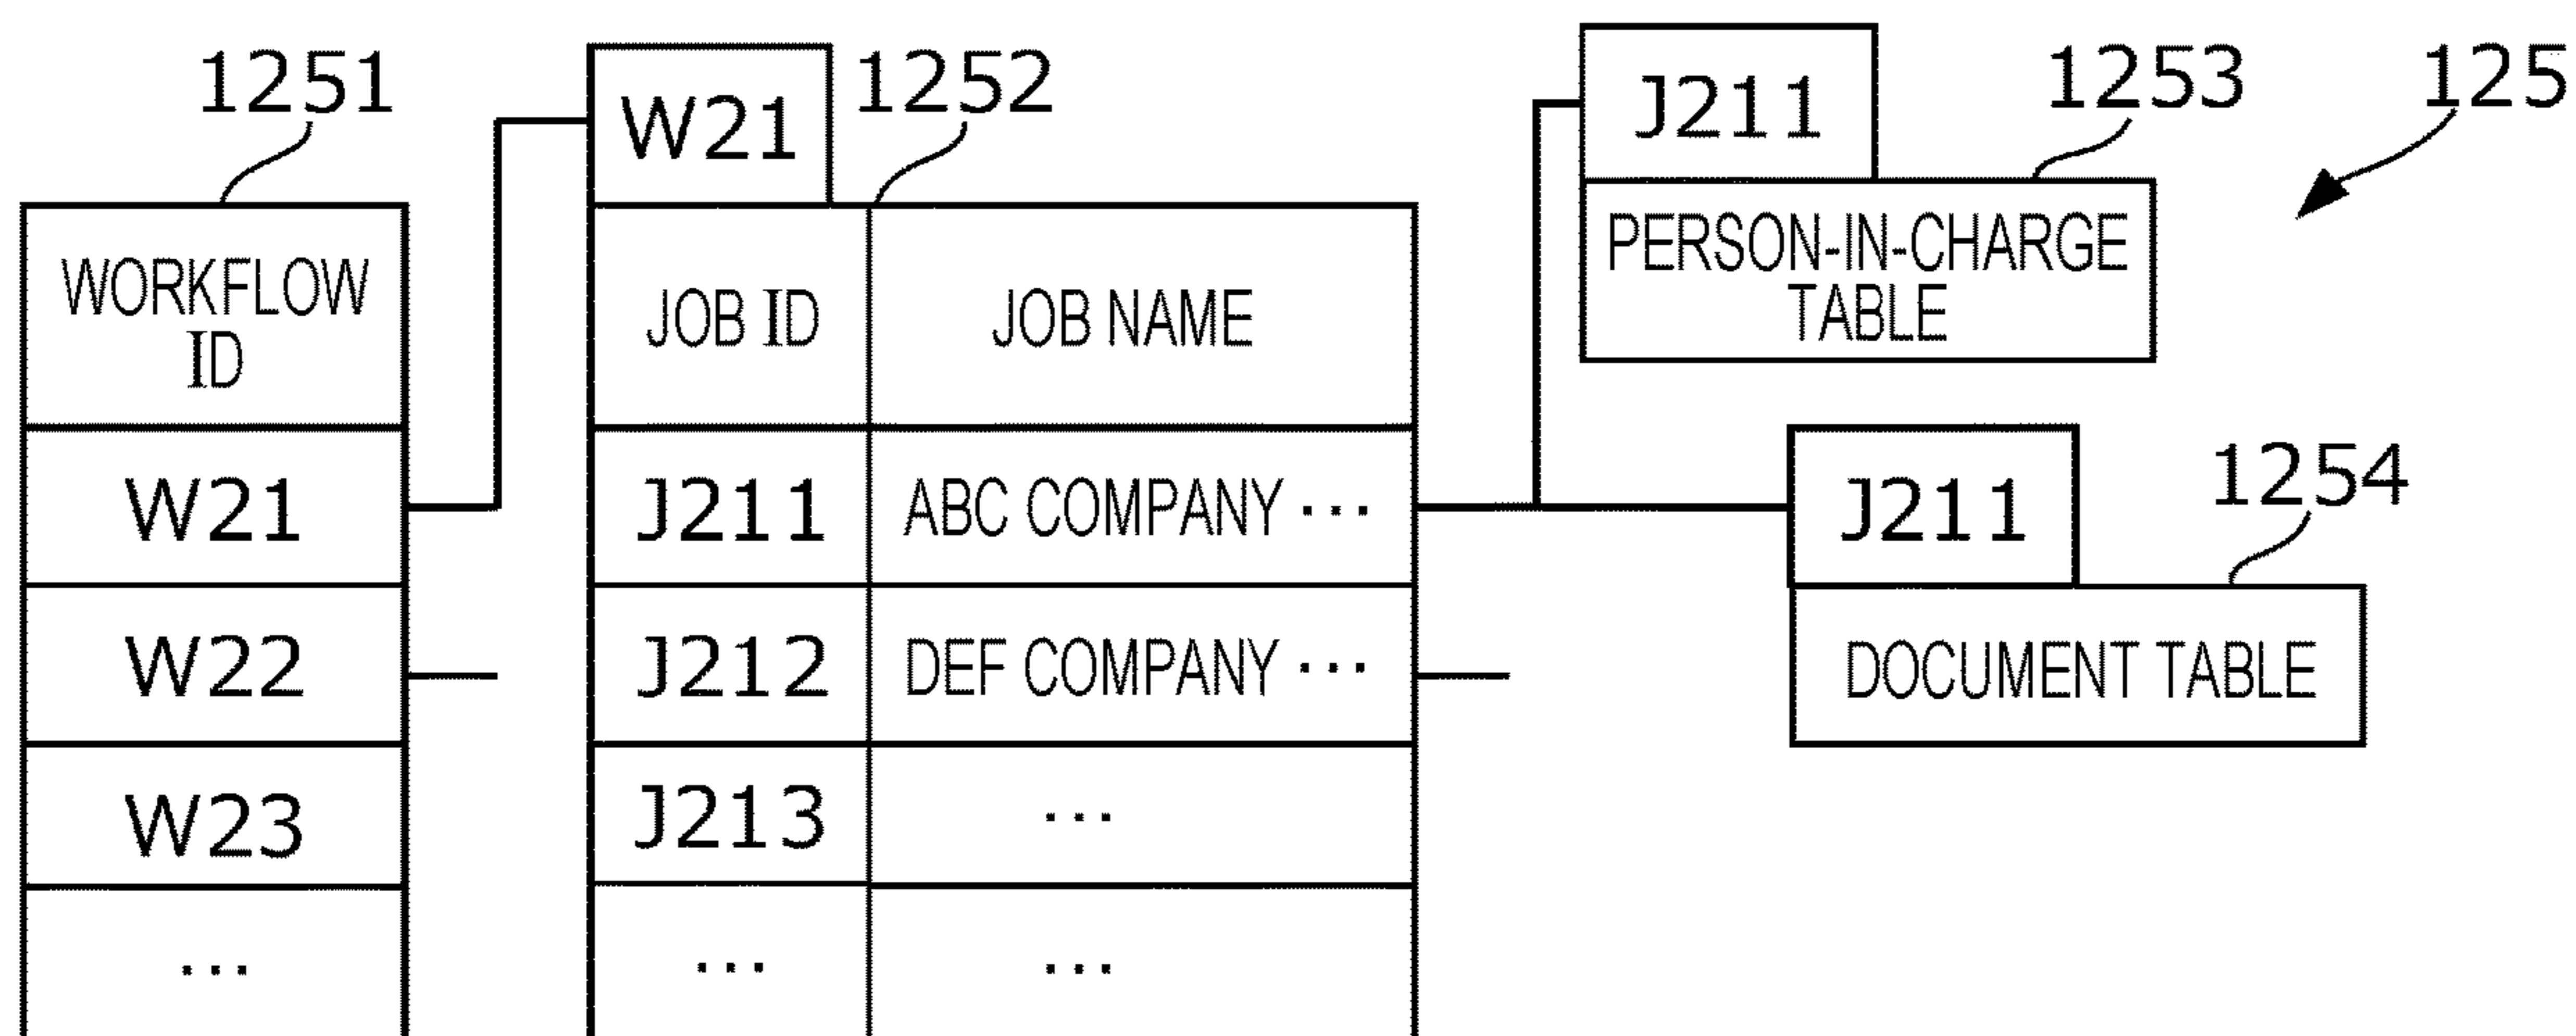 1251
WORKFLOW
ID
W21
W22
W23
...
W21
1252
JOB ID JOB NAME
J211 ABC COMPANY ...
J212 DEF COMPANY ...
J213 ...
... ...
J211
1253
PERSON-IN-CHARGE
TABLE
125
J211
1254
DOCUMENT TABLE